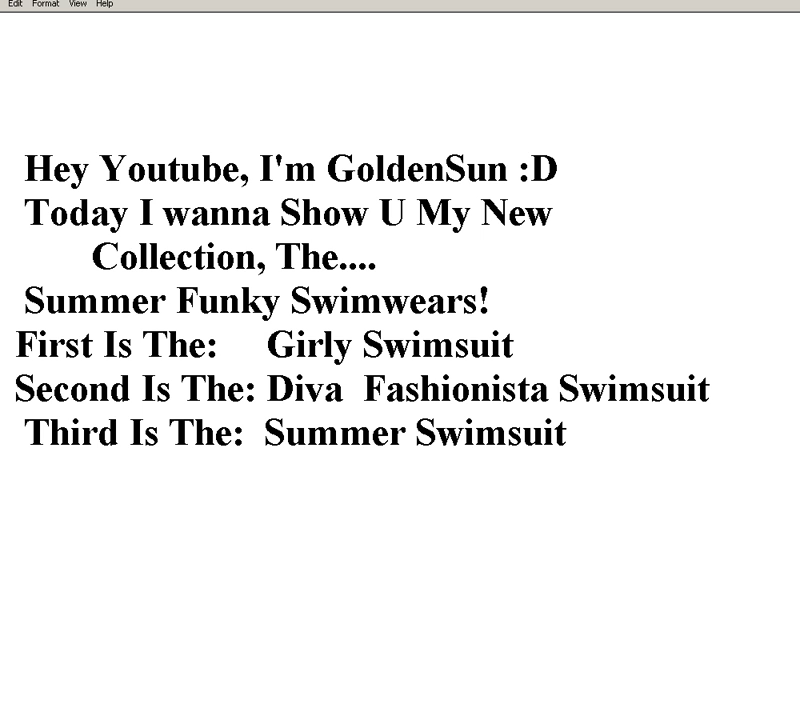 Edit Format View Help
Hey Youtube, I'm GoldenSun :D
Today I wanna Show U My New
Collection, The....
Summer Funky Swimwears!
First Is The: Girly Swimsuit
Second Is The: Diva Fashionista Swimsuit
Third Is The: Summer Swimsuit